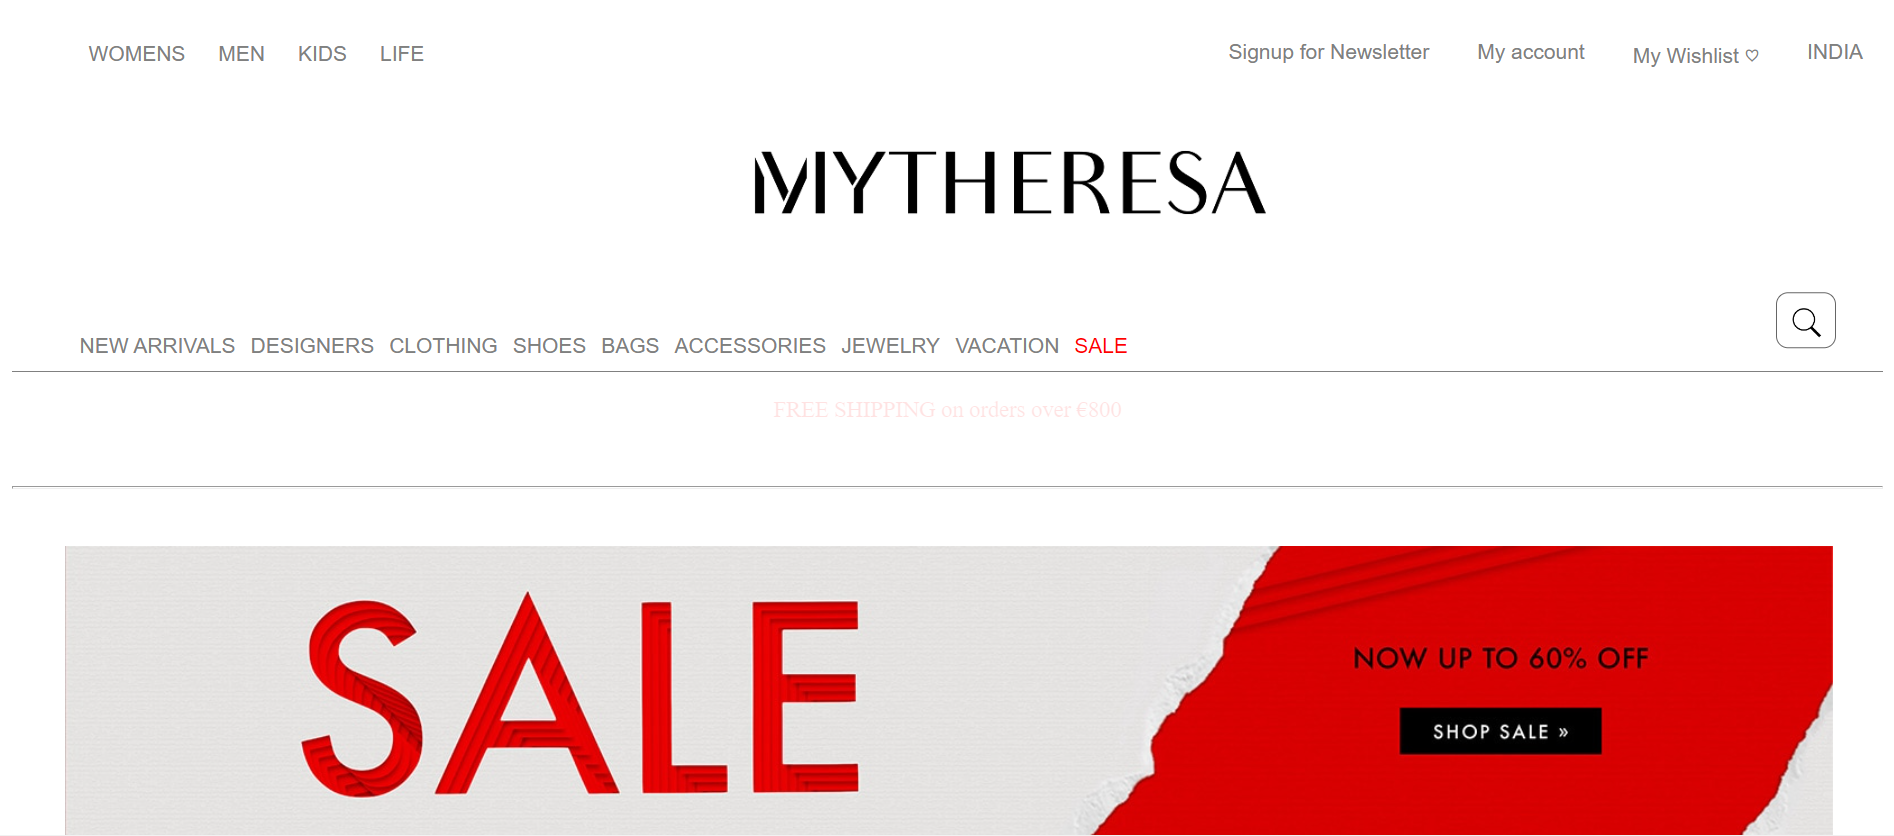 WOMENS MEN KIDS LIFE Signup for Newsletter My account My Wishlist ♡ INDIA
MYTHERESA
NEW ARRIVALS DESIGNERS CLOTHING SHOES BAGS ACCESSORIES JEWELRY VACATION SALE
FREE SHIPPING on orders over €800
SALE
NOW UP TO 60% OFF
SHOP SALE »